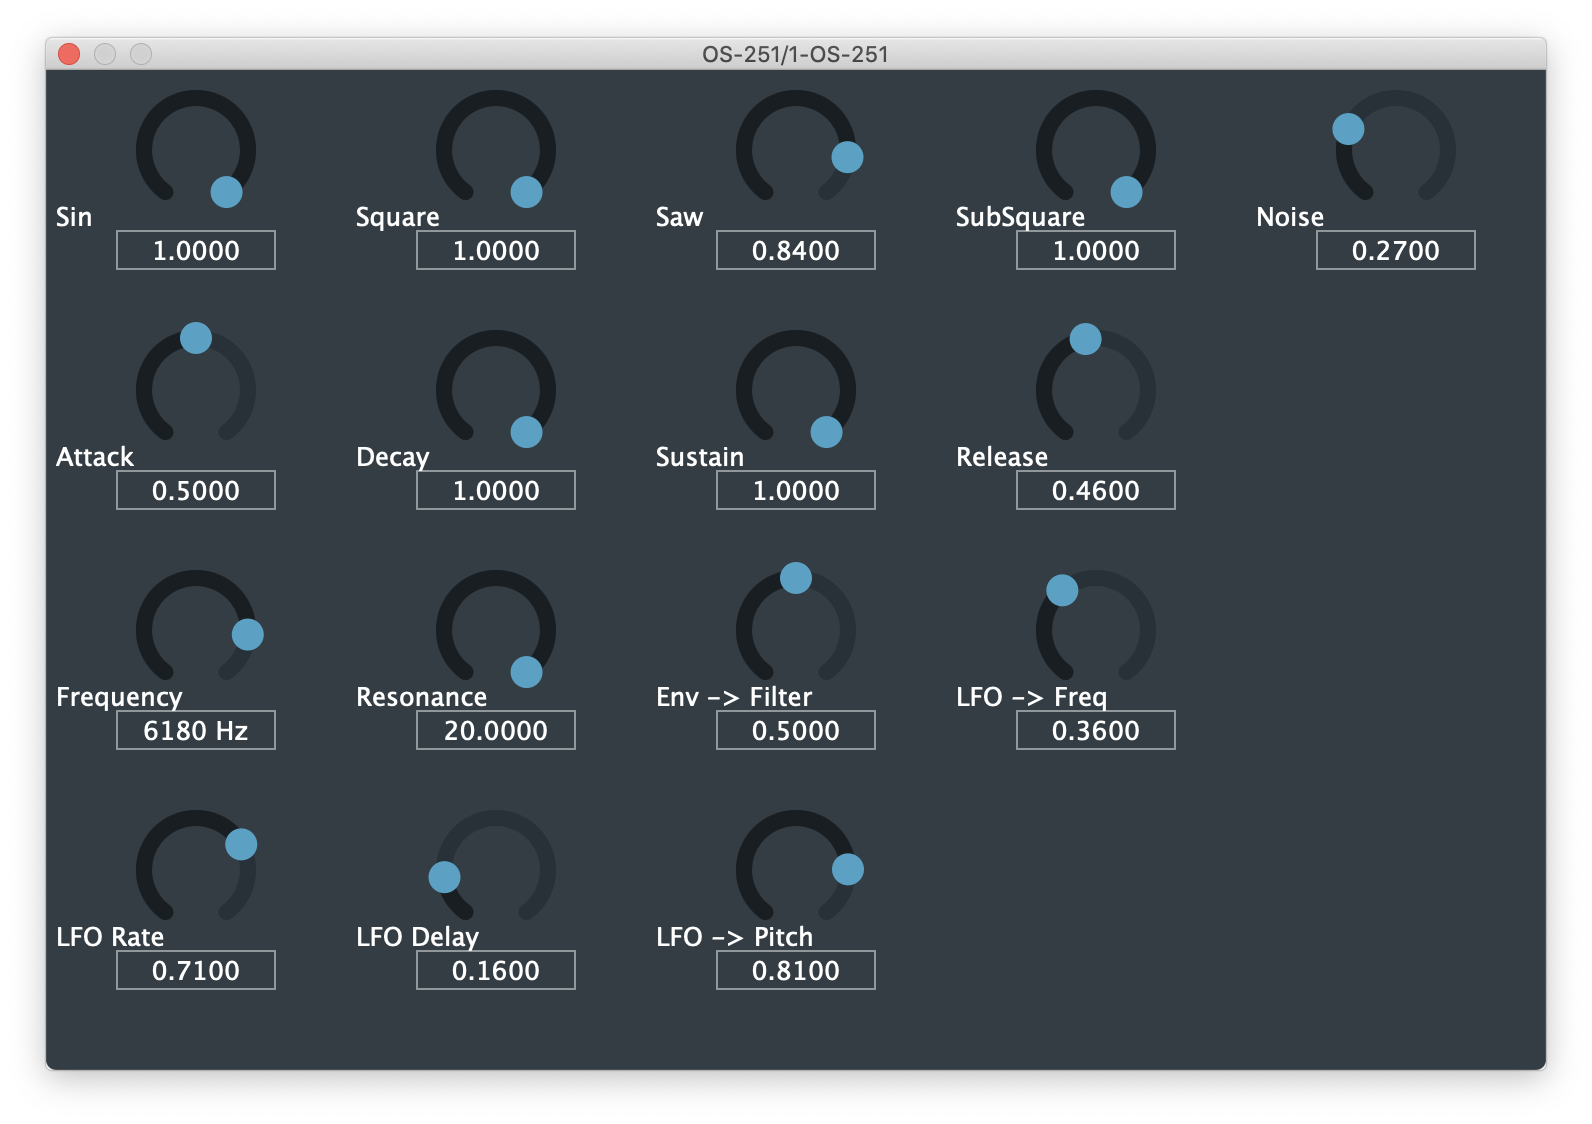 OS-251/1-OS-251
Sin Square Saw SubSquare Noise
1.0000 1.0000 0.8400 1.0000 0.2700
Attack Decay Sustain Release
0.5000 1.0000 1.0000 0.4600
Frequency Resonance Env -> Filter LFO -> Freq
6180 Hz 20.0000 0.5000 0.3600
LFO Rate LFO Delay LFO -> Pitch
0.7100 0.1600 0.8100